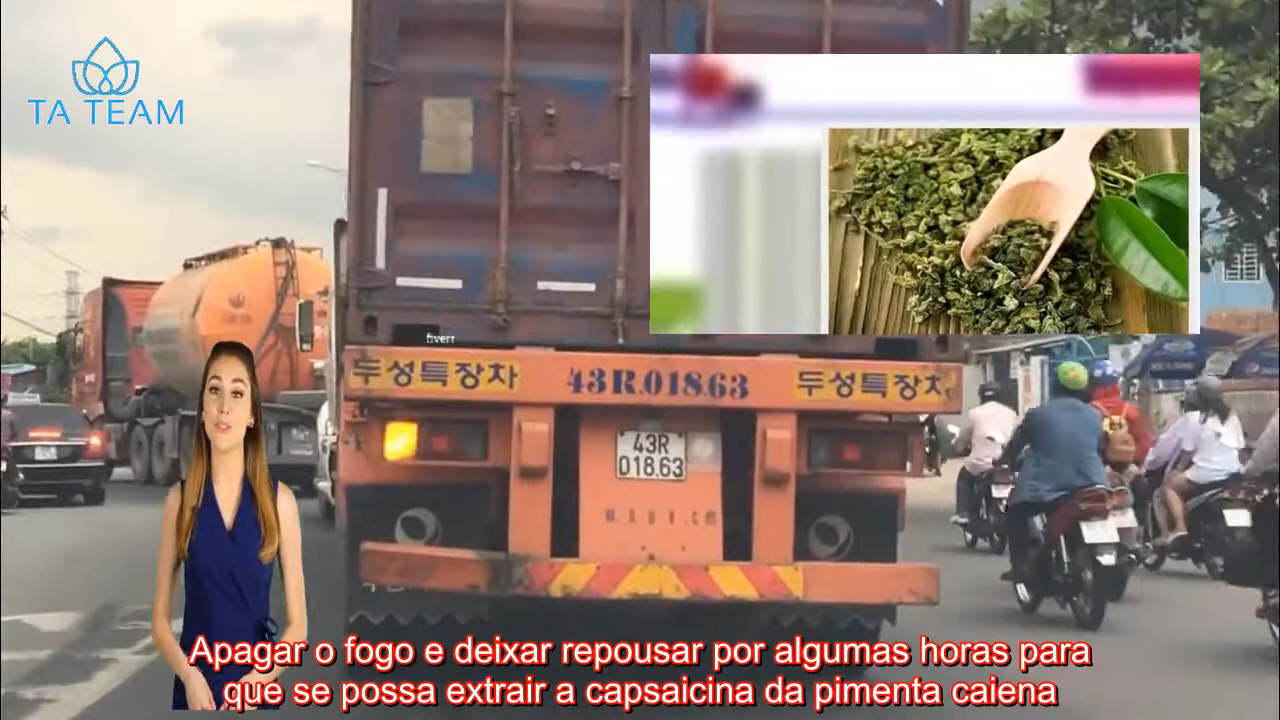 TA TEAM
fiverr
두성특장차 43R.018.63 두성특장차
43R
018.63
Apagar o fogo e deixar repousar por algumas horas para
que se possa extrair a capsaicina da pimenta caiena